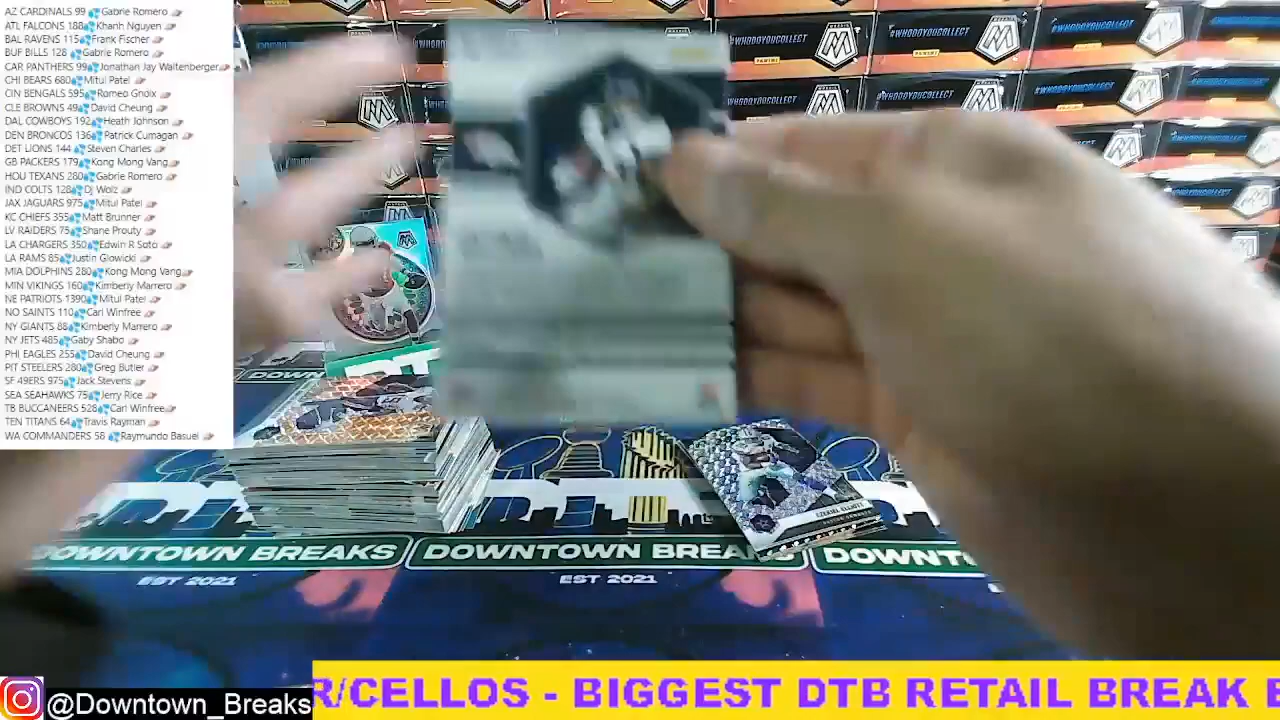 AZ CARDINALS 99 Gabrie Romero
ATL FALCONS 188 Khanh Nguyen
BAL RAVENS 115 Frank Fischer
BUF BILLS 128 Gabrie Romero
CAR PANTHERS 99 Jonathan Jay Waltenberger
CHI BEARS 680 Mitul Patel
CIN BENGALS 595 Romeo Gnoix
CLE BROWNS 49 David Cheung
DAL COWBOYS 192 Heath Johnson
DEN BRONCOS 136 Patrick Cumagan
DET LIONS 144 Steven Charles
GB PACKERS 179 Kong Mong Vang
HOU TEXANS 280 Gabrie Romero
IND COLTS 128 Dj Wolz
JAX JAGUARS 975 Mitul Patel
KC CHIEFS 355 Matt Brunner
LV RAIDERS 75 Shane Prouty
LA CHARGERS 350 Edwin R Soto
LA RAMS 85 Justin Glowicki
MIA DOLPHINS 280 Kong Mong Vang
MIN VIKINGS 160 Kimberly Marrero
NE PATRIOTS 1390 Mitul Patel
NO SAINTS 110 Carl Winfree
NY GIANTS 88 Kimberly Marrero
NY JETS 485 Gaby Shabo
PHI EAGLES 255 David Cheung
PIT STEELERS 280 Greg Butler
SF 49ERS 975 Jack Stevens
SEA SEAHAWKS 75 Jerry Rice
TB BUCCANEERS 528 Carl Winfree
TEN TITANS 64 Travis Rayman
WA COMMANDERS 58 Raymundo Basuel
#WHODOYOUCOLLECT
PANINI
EZEKIEL ELLIOTT
DOWNTOWN BREAKS
EST 2021
DOWNTOWN BREA
EST 2021
DOWNT
@Downtown_Breaks
R/CELLOS - BIGGEST DTB RETAIL BREAK E